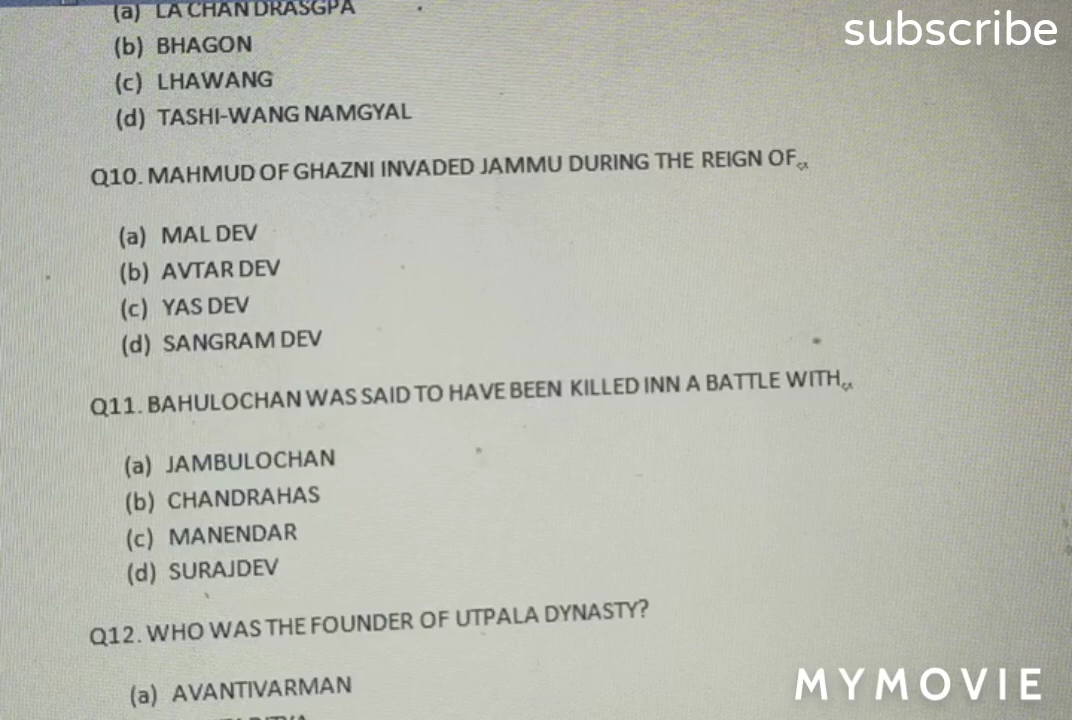 (a) LA CHANDRASGPA
subscribe
(b) BHAGON
(c) LHAWANG
(d) TASHI-WANG NAMGYAL
Q10. MAHMUD OF GHAZNI INVADED JAMMU DURING THE REIGN OF
(a) MAL DEV
(b) AVTAR DEV
(c) YAS DEV
(d) SANGRAM DEV
Q11. BAHULOCHAN WAS SAID TO HAVE BEEN KILLED INN A BATTLE WITH
(a) JAMBULOCHAN
(b) CHANDRAHAS
(c) MANENDAR
(d) SURAJDEV
Q12. WHO WAS THE FOUNDER OF UTPALA DYNASTY?
(a) AVANTIVARMAN
MYMOVIE